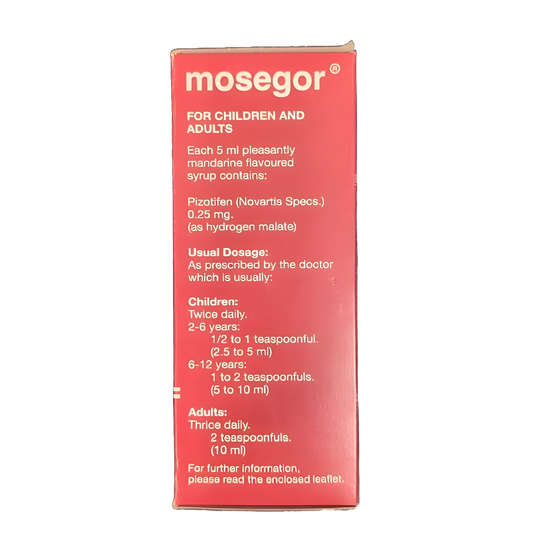 mosegor®
FOR CHILDREN AND
ADULTS
Each 5 ml pleasantly
mandarine flavoured
syrup contains:
Pizotifen (Novartis Specs.)
0.25 mg.
(as hydrogen malate)
Usual Dosage:
As prescribed by the doctor
which is usually:
Children:
Twice daily.
2-6 years:
1/2 to 1 teaspoonful.
(2.5 to 5 ml)
6-12 years:
1 to 2 teaspoonfuls.
(5 to 10 ml)
Adults:
Thrice daily.
2 teaspoonfuls.
(10 ml)
For further information,
please read the enclosed leaflet.